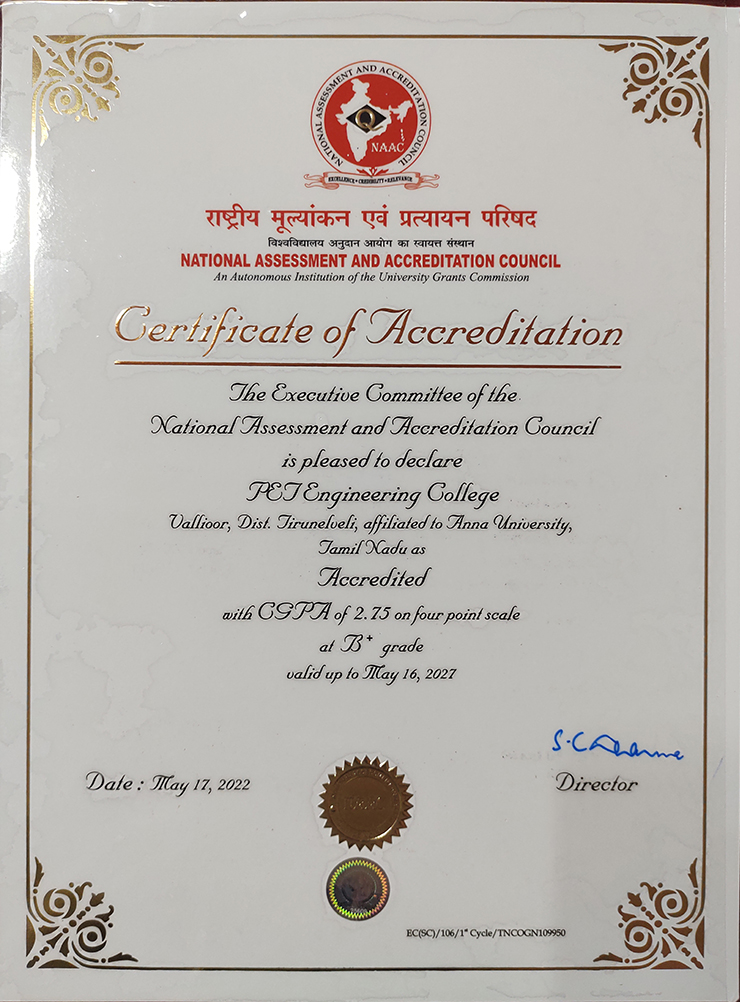 NATIONAL ASSESSMENT AND ACCREDITATION COUNCIL
Q
NAAC
EXCELLENCE • CREDIBILITY • RELEVANCE
राष्ट्रीय मूल्यांकन एवं प्रत्यायन परिषद
विश्वविद्यालय अनुदान आयोग का स्वायत्त संस्थान
NATIONAL ASSESSMENT AND ACCREDITATION COUNCIL
An Autonomous Institution of the University Grants Commission
Certificate of Accreditation
The Executive Committee of the
National Assessment and Accreditation Council
is pleased to declare
PET Engineering College
Vallioor, Dist. Tirunelveli, affiliated to Anna University,
Tamil Nadu as
Accredited
with CGPA of 2.75 on four point scale
at B⁺ grade
valid up to May 16, 2027
Date : May 17, 2022
Director
EC(SC)/106/1ˢᵗ Cycle/TNCOGN109950